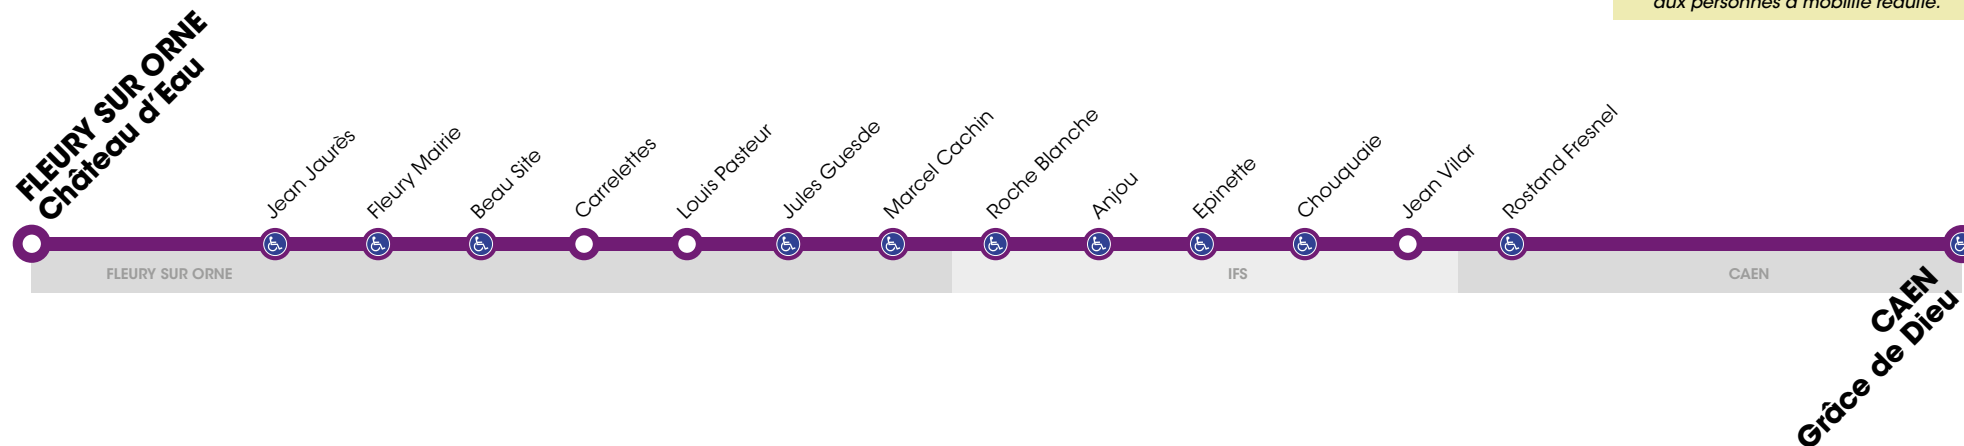 aux personnes à mobilité réduite.
FLEURY SUR ORNE
Château d'Eau
Jean Jaurès
Fleury Mairie
Beau Site
Carrelettes
Louis Pasteur
Jules Guesde
Marcel Cachin
Roche Blanche
Anjou
Epinette
Chouquaie
Jean Vilar
Rostand Fresnel
FLEURY SUR ORNE
IFS
CAEN
CAEN
Grâce de Dieu